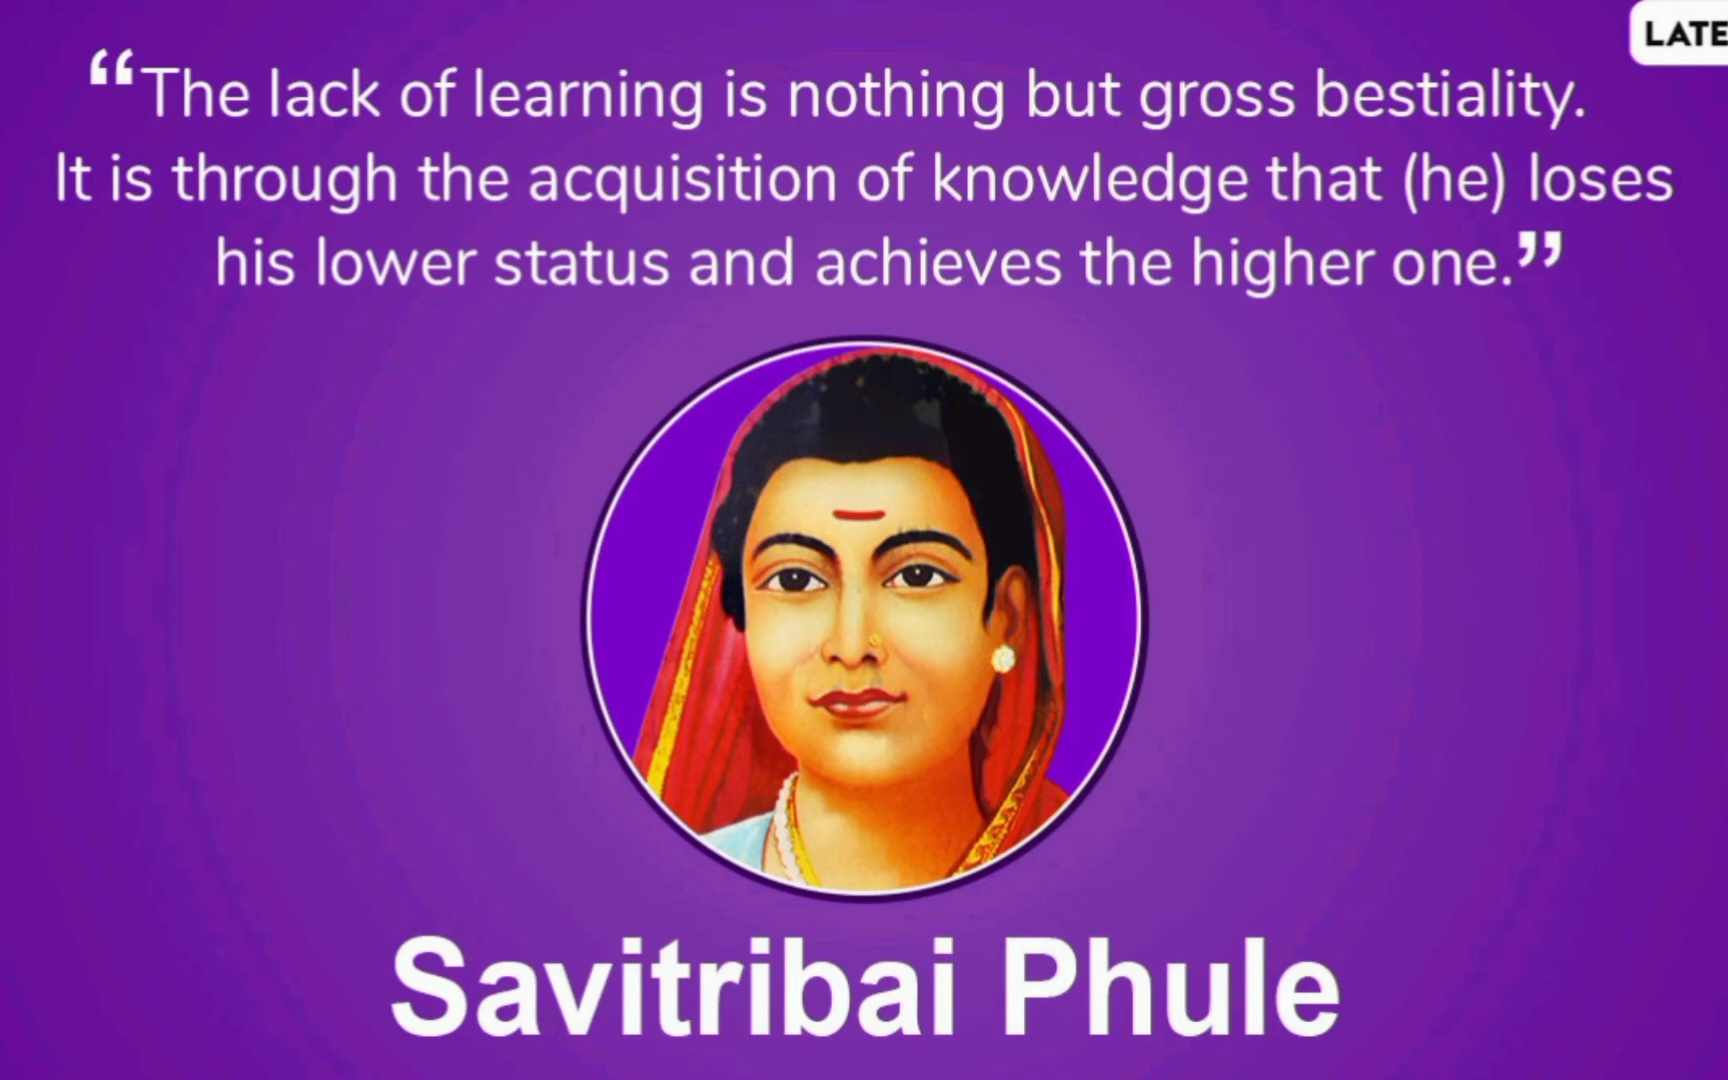 LATE
“The lack of learning is nothing but gross bestiality.
It is through the acquisition of knowledge that (he) loses
his lower status and achieves the higher one.”
Savitribai Phule